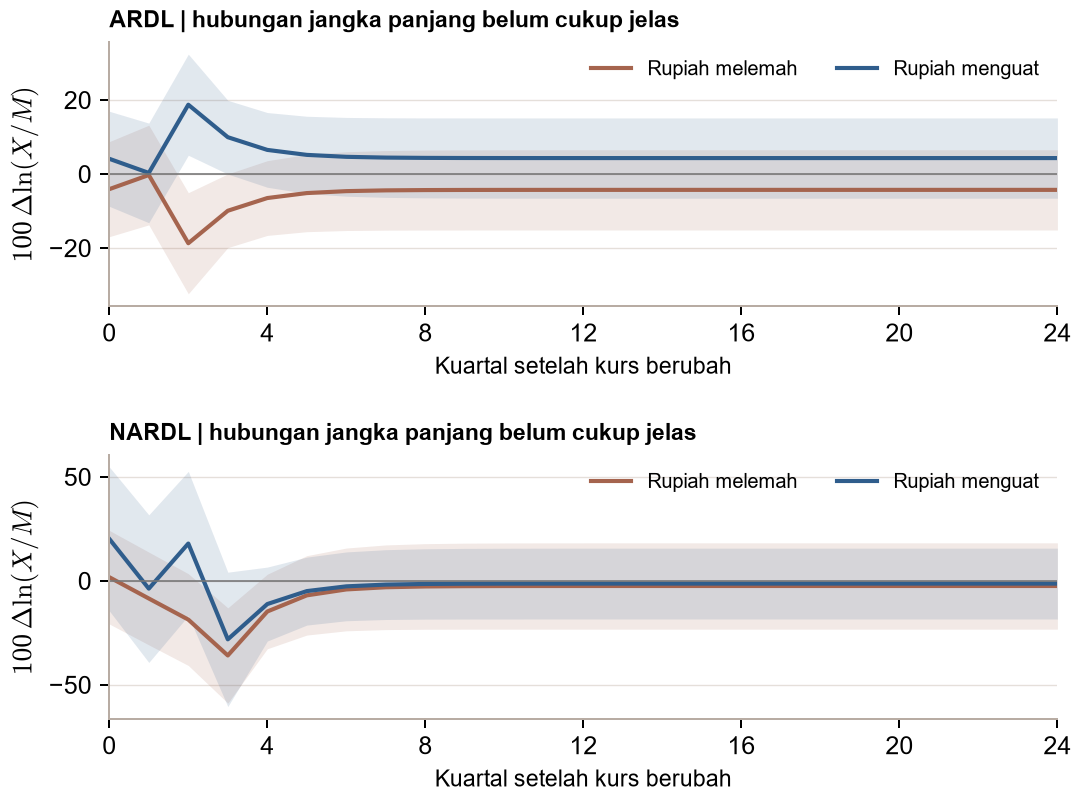 ARDL | hubungan jangka panjang belum cukup jelas
Rupiah melemah Rupiah menguat
100 Δln(X/M)
20
0
−20
0 4 8 12 16 20 24
Kuartal setelah kurs berubah
NARDL | hubungan jangka panjang belum cukup jelas
Rupiah melemah Rupiah menguat
100 Δln(X/M)
50
0
−50
0 4 8 12 16 20 24
Kuartal setelah kurs berubah